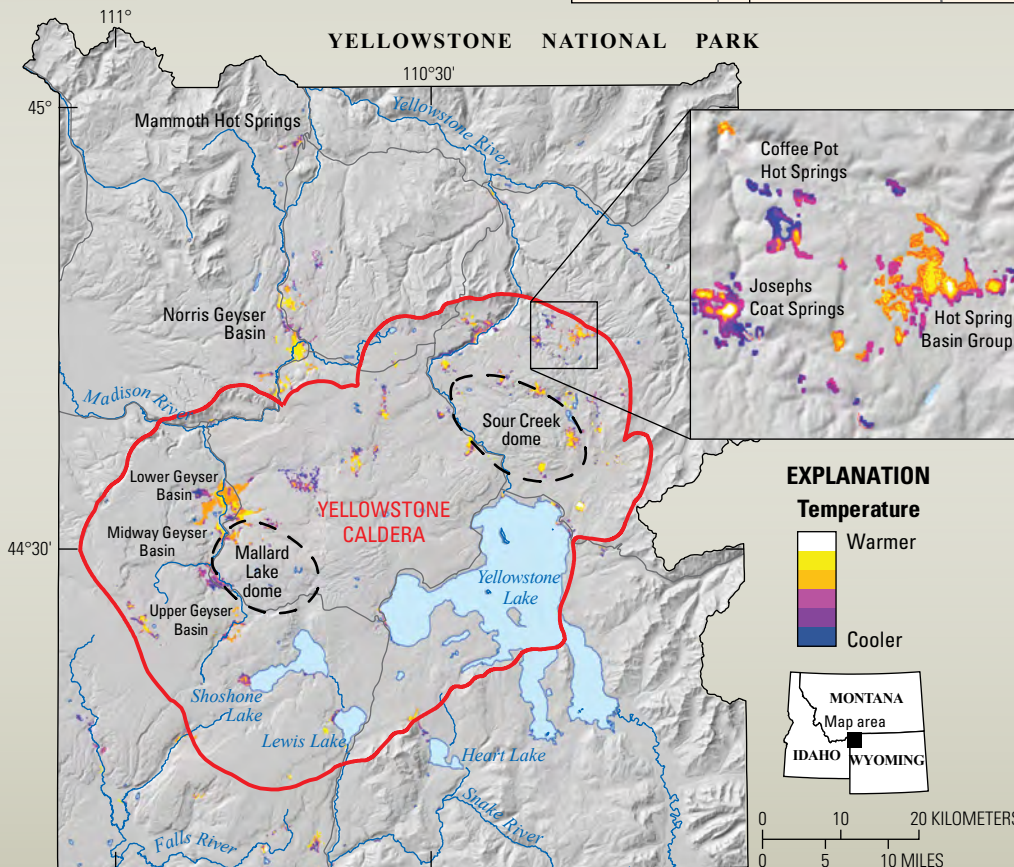 111°
YELLOWSTONE NATIONAL PARK
110°30'
45°
Yellowstone
River
Mammoth Hot Springs
Coffee Pot
Hot Springs
Josephs
Coat Springs
Hot Spring
Basin Group
Norris Geyser
Basin
Madison River
Sour Creek
dome
Lower Geyser
Basin
YELLOWSTONE
CALDERA
Midway Geyser
Basin
44°30'
Mallard
Lake
dome
Yellowstone
Lake
Upper Geyser
Basin
Shoshone
Lake
Lewis Lake
Heart Lake
Snake River
Falls River
EXPLANATION
Temperature
Warmer
Cooler
MONTANA
Map area
IDAHO
WYOMING
0 10 20 KILOMETERS
0 5 10 MILES